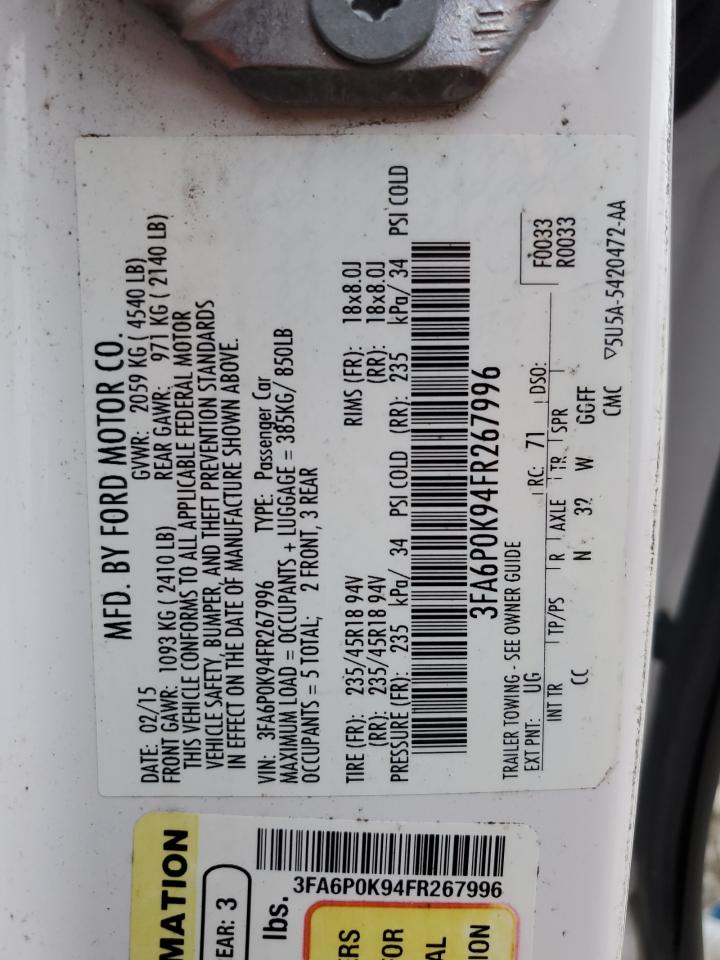 MFD. BY FORD MOTOR CO.
DATE: 02/15 GVWR: 2059 KG ( 4540 LB)
FRONT GAWR: 1093 KG ( 2410 LB) REAR GAWR: 971 KG ( 2140 LB)
THIS VEHICLE CONFORMS TO ALL APPLICABLE FEDERAL MOTOR
VEHICLE SAFETY, BUMPER, AND THEFT PREVENTION STANDARDS
IN EFFECT ON THE DATE OF MANUFACTURE SHOWN ABOVE.
VIN: 3FA6P0K94FR267996 TYPE: Passenger Car
MAXIMUM LOAD = OCCUPANTS + LUGGAGE = 385KG/ 850LB
OCCUPANTS = 5 TOTAL; 2 FRONT, 3 REAR
TIRE (FR): 235/45R18 94V RIMS (FR): 18x8.0J
(RR): 235/45R18 94V (RR): 18x8.0J
PRESSURE (FR): 235 kPa/ 34 PSI COLD (RR): 235 kPa/ 34 PSI COLD
3FA6P0K94FR267996
TRAILER TOWING - SEE OWNER GUIDE
F0033
R0033
EXT PNT: UG RC: 71 DSO:
INT TR TP/PS R AXLE TR SPR
CC N 32 W GGFF
CMC ▽5U5A-5420472-AA
MATION
EAR: 3
3FA6P0K94FR267996
lbs.
ERS
FOR
AL
ION